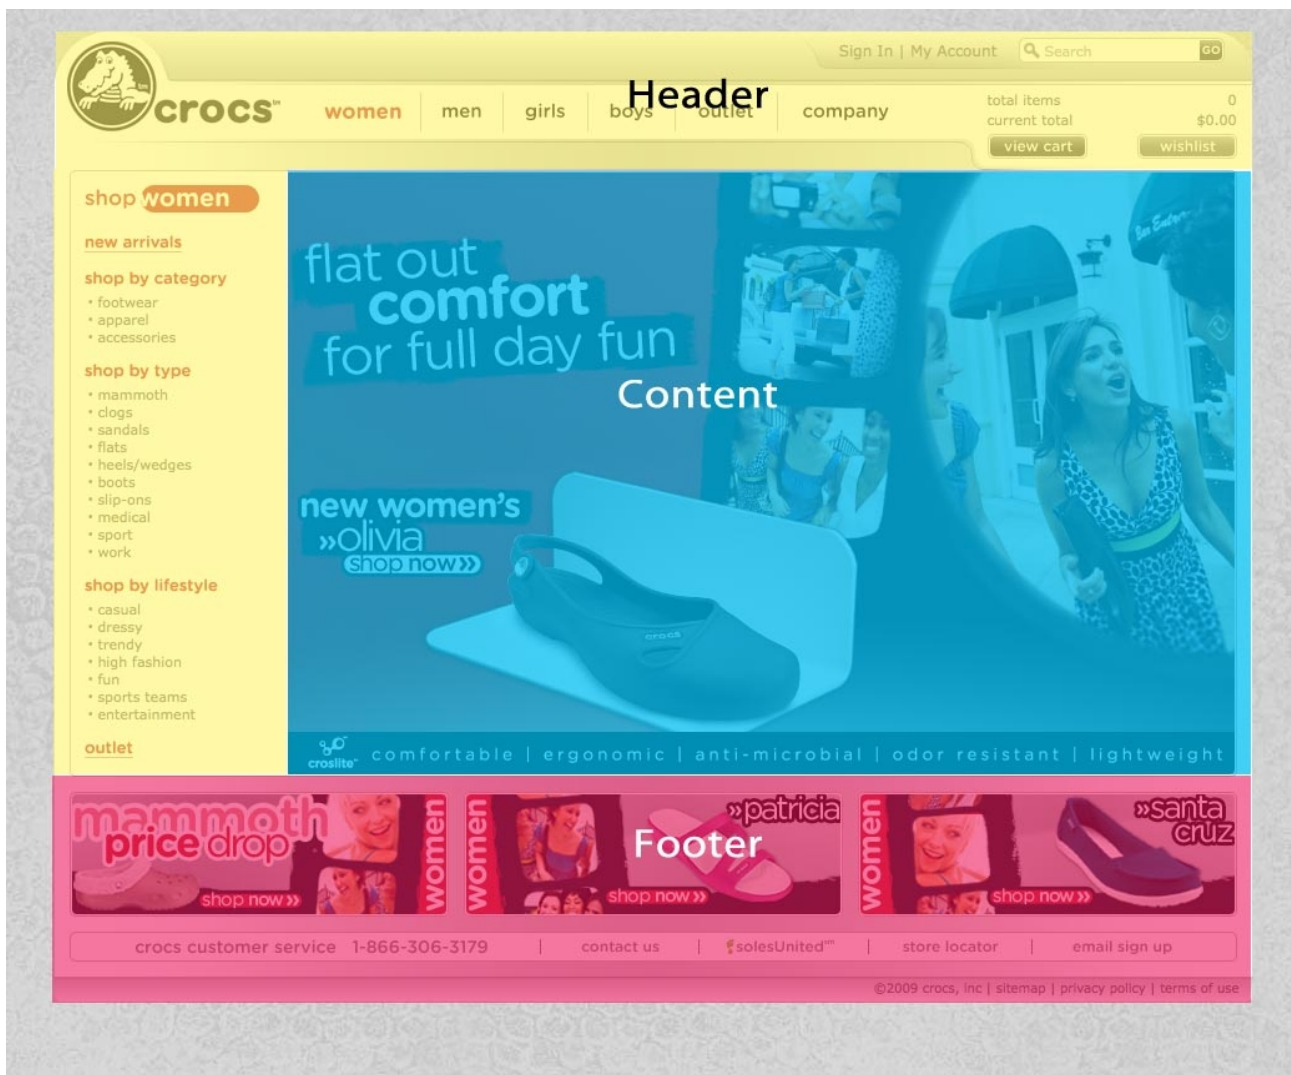 Sign In | My Account Search GO
crocs™
women men girls boys outlet company
Header
total items 0
current total $0.00
view cart wishlist
shop women
new arrivals
shop by category
• footwear
• apparel
• accessories
shop by type
• mammoth
• clogs
• sandals
• flats
• heels/wedges
• boots
• slip-ons
• medical
• sport
• work
shop by lifestyle
• casual
• dressy
• trendy
• high fashion
• fun
• sports teams
• entertainment
outlet
flat out
comfort
for full day fun
Content
new women's
»olivia
shop now»
crocs
croslite™ comfortable | ergonomic | anti-microbial | odor resistant | lightweight
mammoth
price drop
shop now»
women
women
»patricia
shop now»
Footer
women
»santa
cruz
shop now»
crocs customer service 1-866-306-3179 | contact us | solesUnited℠ | store locator | email sign up
©2009 crocs, inc | sitemap | privacy policy | terms of use